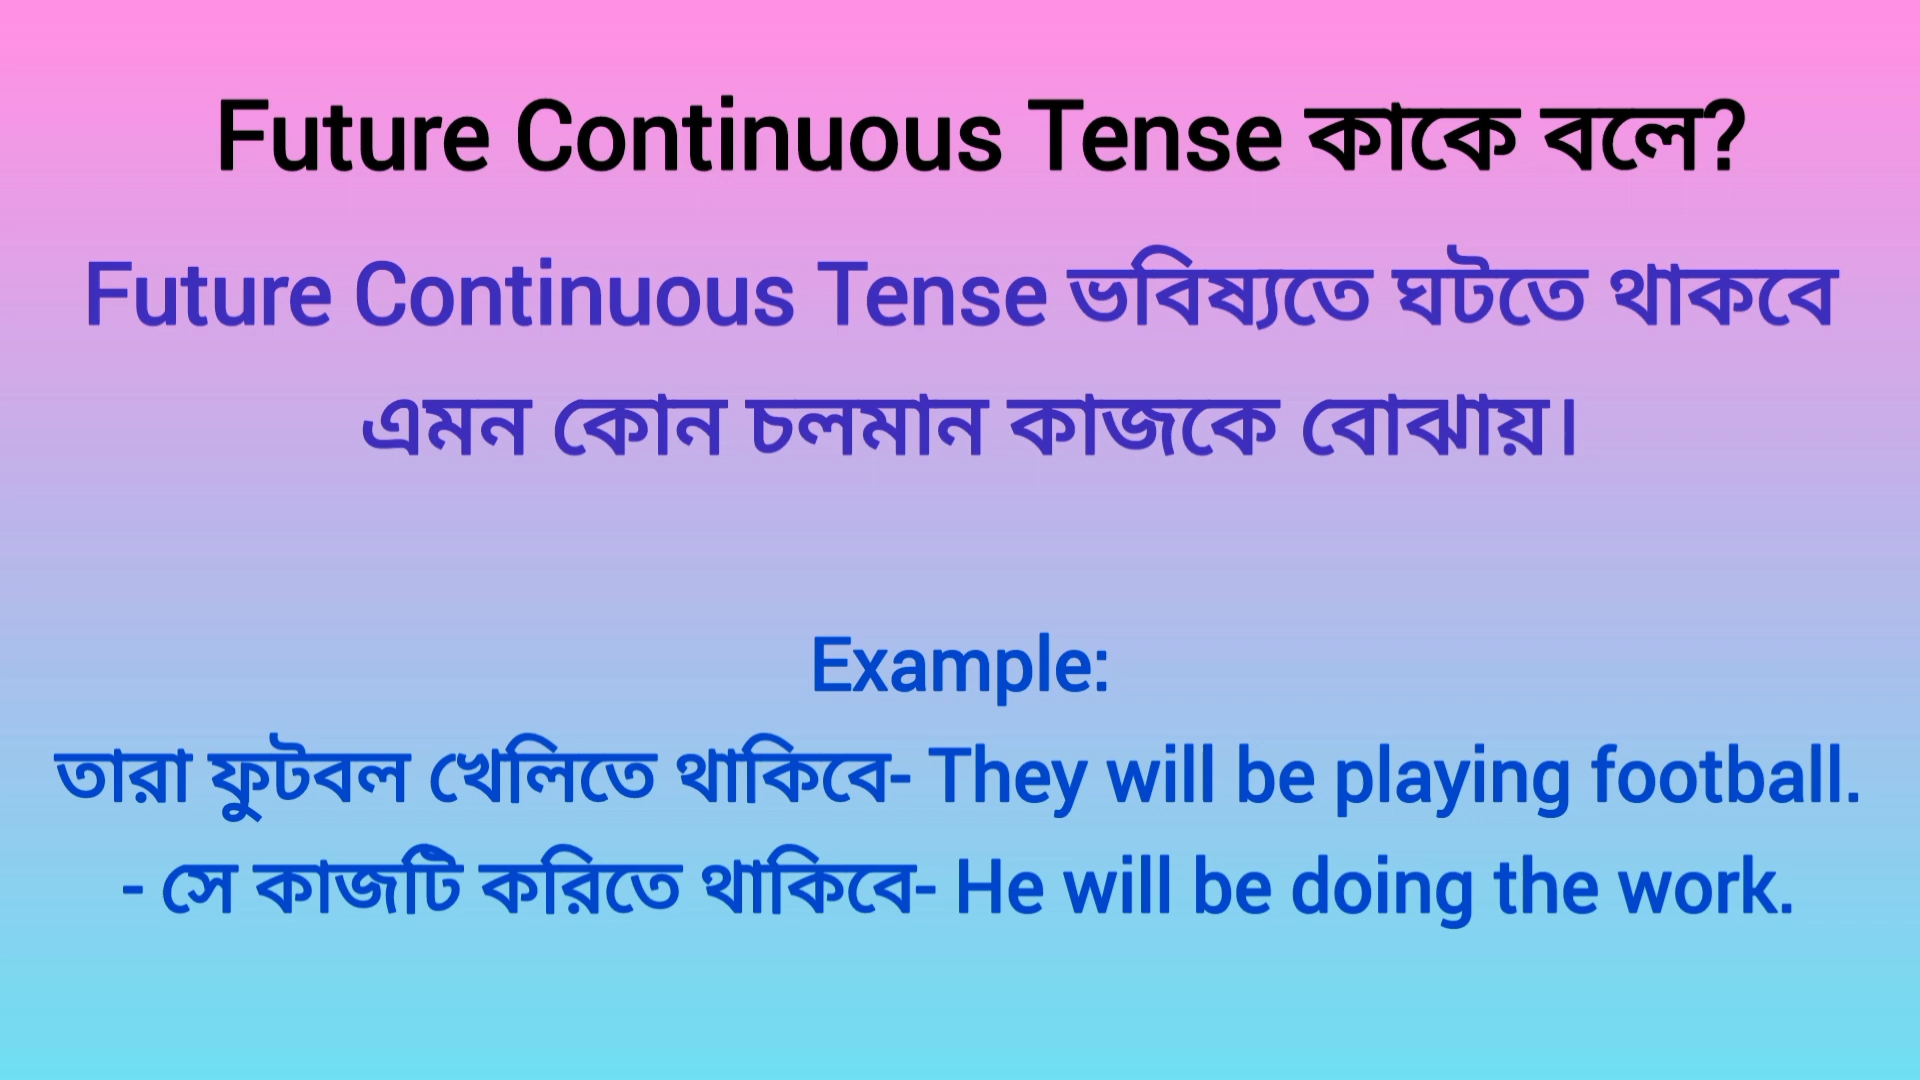 Future Continuous Tense কাকে বলে?
Future Continuous Tense ভবিষ্যতে ঘটতে থাকবে
এমন কোন চলমান কাজকে বোঝায়।
Example:
তারা ফুটবল খেলিতে থাকিবে- They will be playing football.
- সে কাজটি করিতে থাকিবে- He will be doing the work.